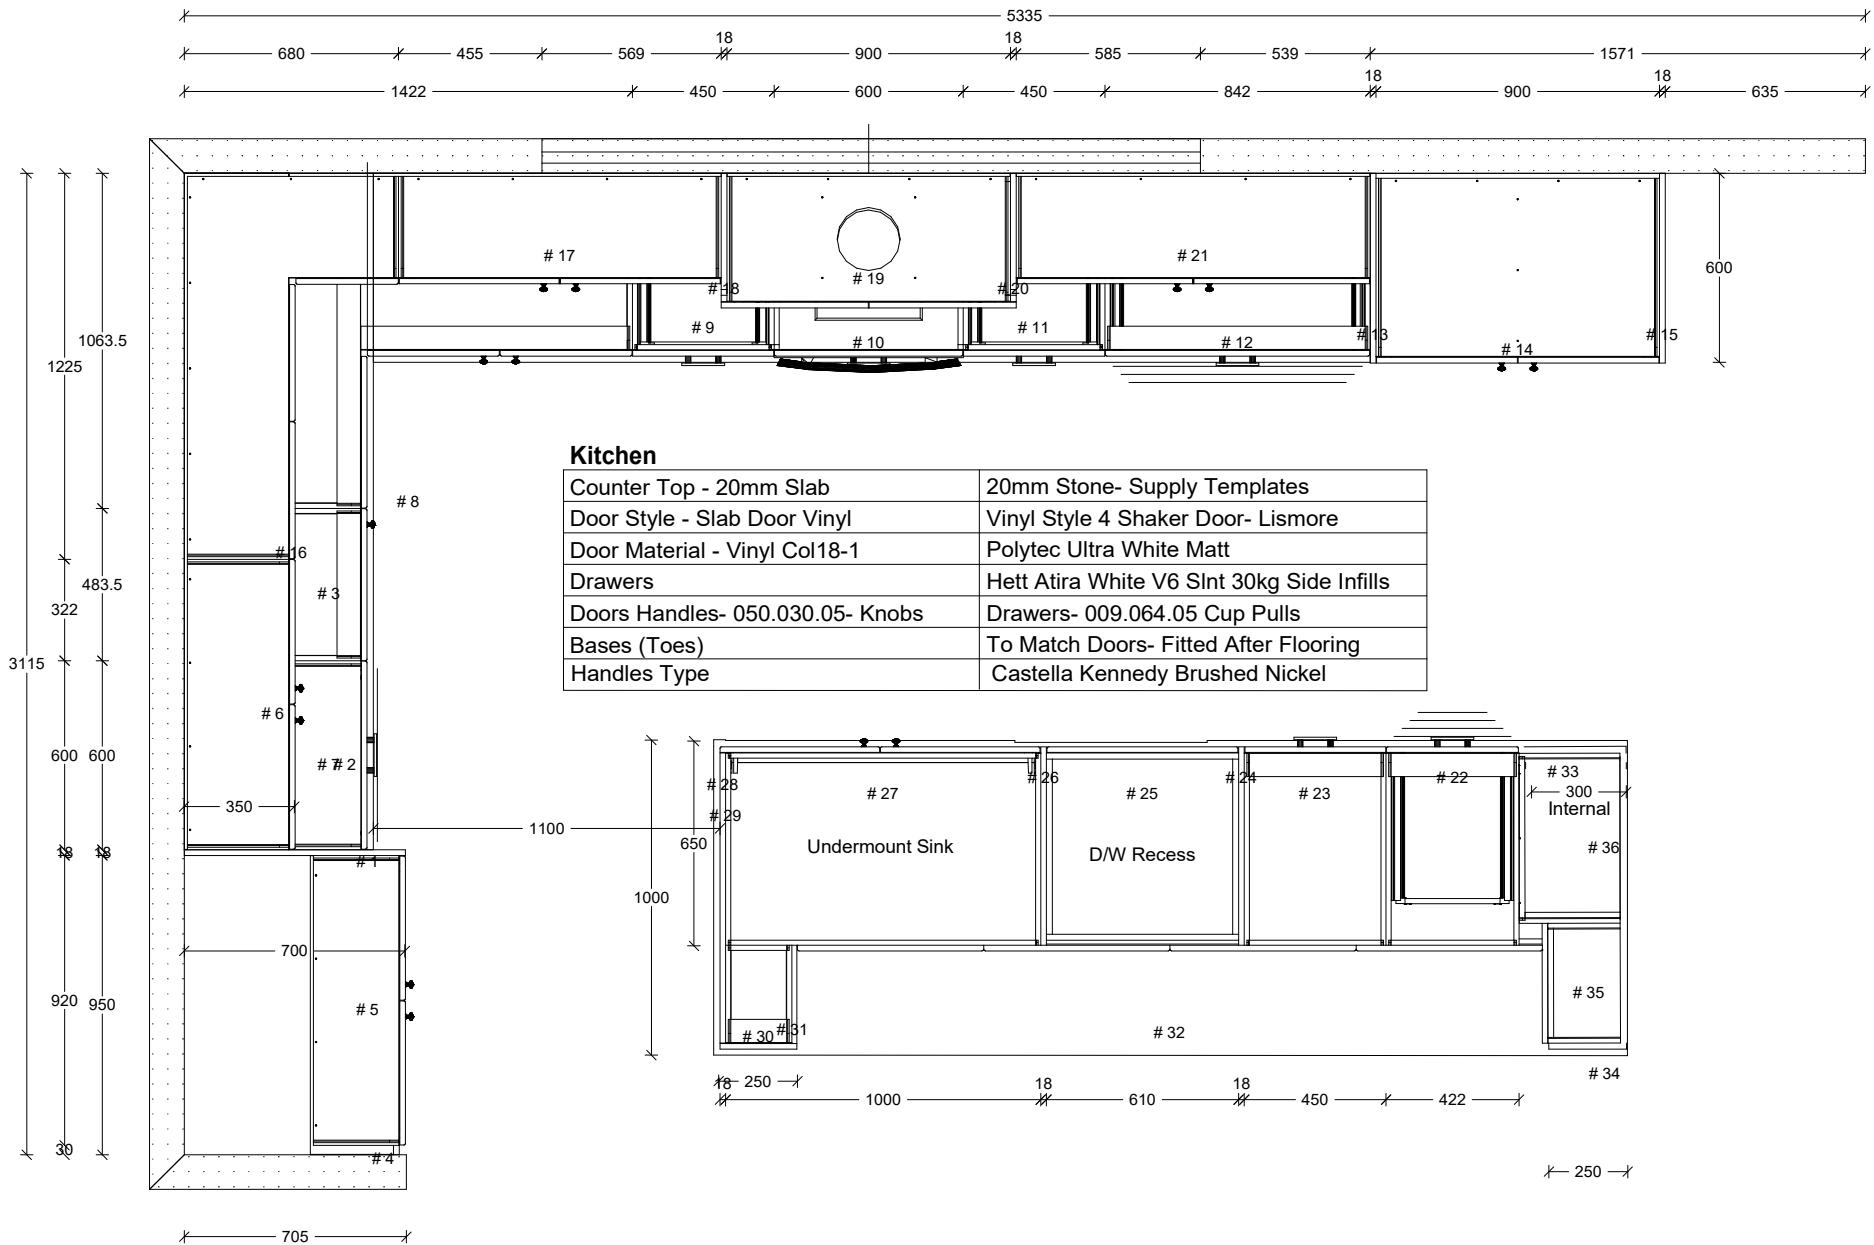 5335
18 18
680 455 569 900 585 539 1571
18 18
1422 450 600 450 842 900 635
# 17 # 21
# 19
# 18 # 20
600
# 9 # 11
# 13 # 15
# 10 # 12 # 14
1063.5
1225
Kitchen
Counter Top - 20mm Slab 20mm Stone- Supply Templates
Door Style - Slab Door Vinyl Vinyl Style 4 Shaker Door- Lismore
Door Material - Vinyl Col18-1 Polytec Ultra White Matt
Drawers Hett Atira White V6 Slnt 30kg Side Infills
Doors Handles- 050.030.05- Knobs Drawers- 009.064.05 Cup Pulls
Bases (Toes) To Match Doors- Fitted After Flooring
Handles Type Castella Kennedy Brushed Nickel
# 8
# 16
483.5
# 3
322
3115
# 6
600 600
# 7 # 2
350
1100
18 18
# 1
700
920 950
# 5
30
# 4
705
# 28 # 26 # 24 # 22 # 33
# 27 # 25 # 23 300
Internal
# 29
650
Undermount Sink
D/W Recess
# 36
1000
# 35
# 30 # 31 # 32
# 34
18 250 18 18
1000 610 450 422
250